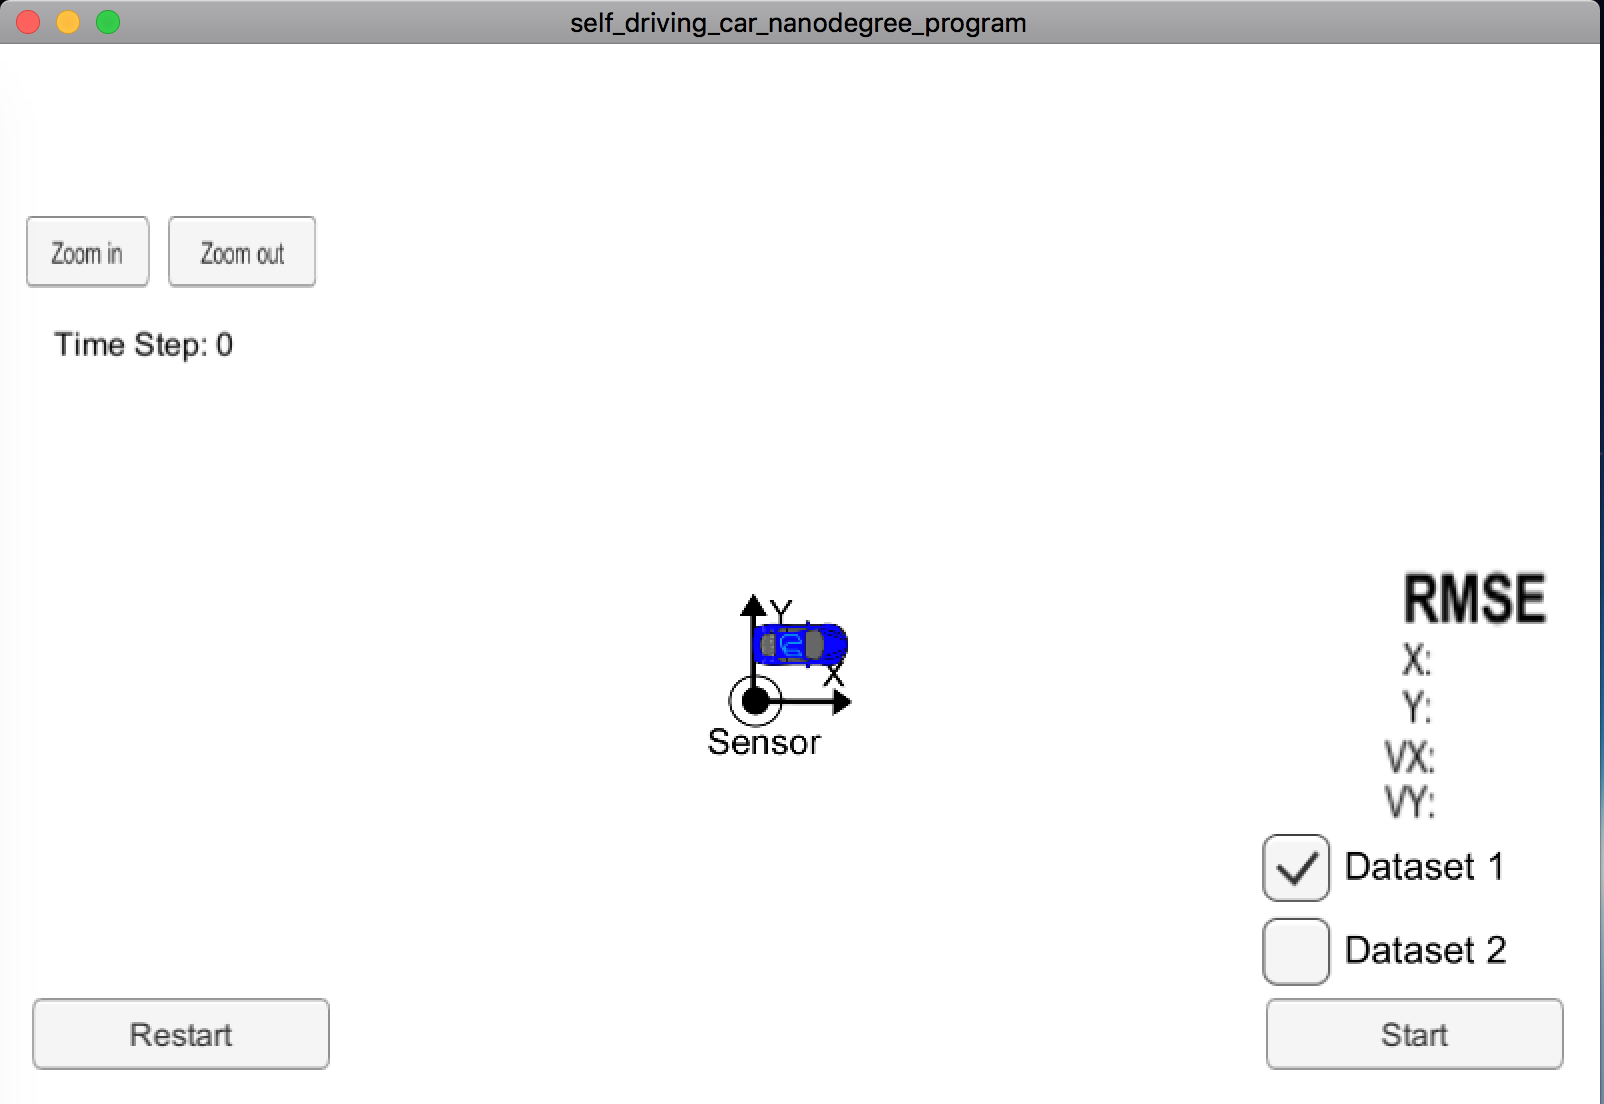 self_driving_car_nanodegree_program
Zoom in
Zoom out
Time Step: 0
Y
X
Sensor
RMSE
X:
Y:
VX:
VY:
Dataset 1
Dataset 2
Restart
Start